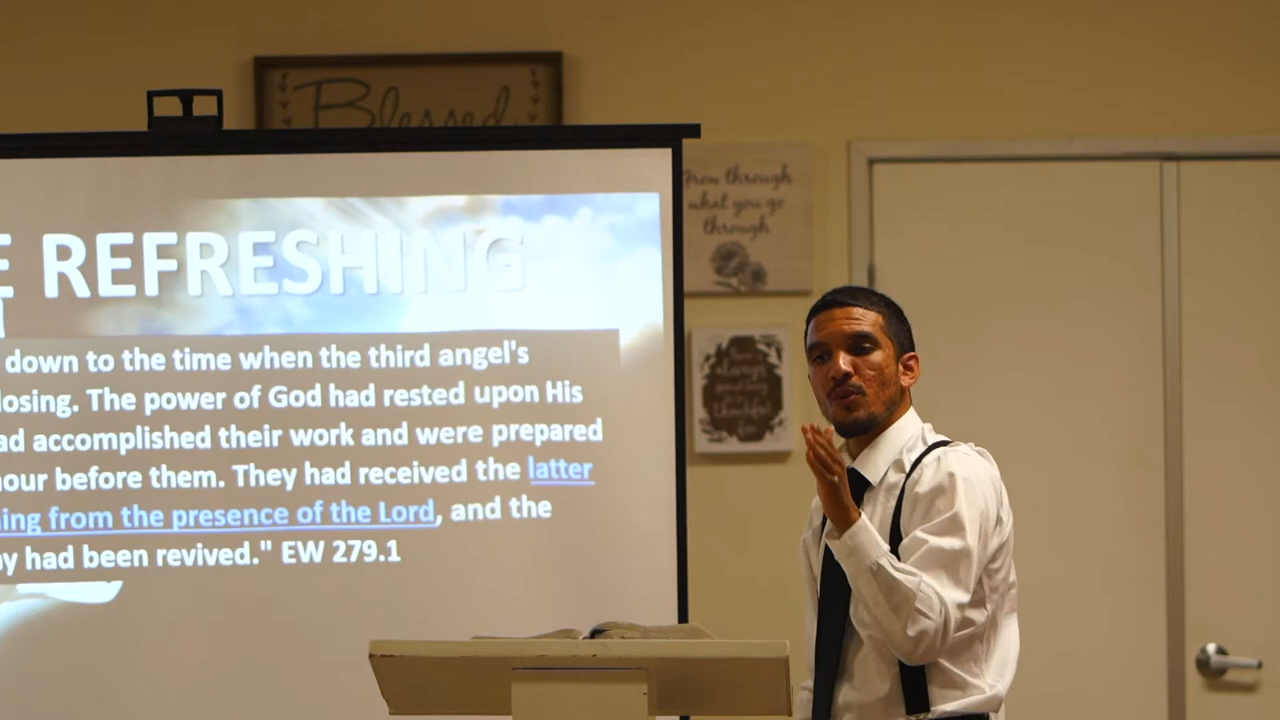 Blessed
Grow through
what you go
through
E REFRESHING
down to the time when the third angel's
losing. The power of God had rested upon His
ad accomplished their work and were prepared
hour before them. They had received the latter
ing from the presence of the Lord, and the
y had been revived." EW 279.1
always
thankful